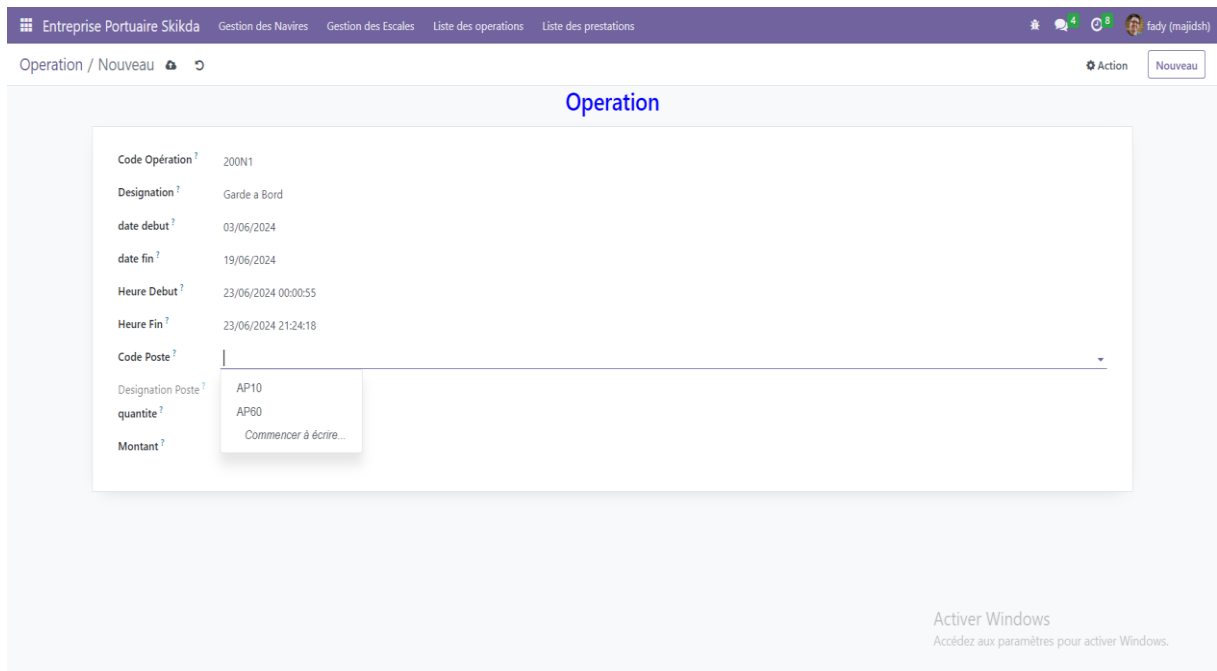 Entreprise Portuaire Skikda Gestion des Navires Gestion des Escales Liste des operations Liste des prestations 4 8 fady (majidsh)
Operation / Nouveau Action Nouveau
Operation
Code Opération ? 200N1
Designation ? Garde a Bord
date debut ? 03/06/2024
date fin ? 19/06/2024
Heure Debut ? 23/06/2024 00:00:55
Heure Fin ? 23/06/2024 21:24:18
Code Poste ?
Designation Poste ? AP10
quantite ? AP60
Commencer à écrire...
Montant ?
Activer Windows
Accédez aux paramètres pour activer Windows.